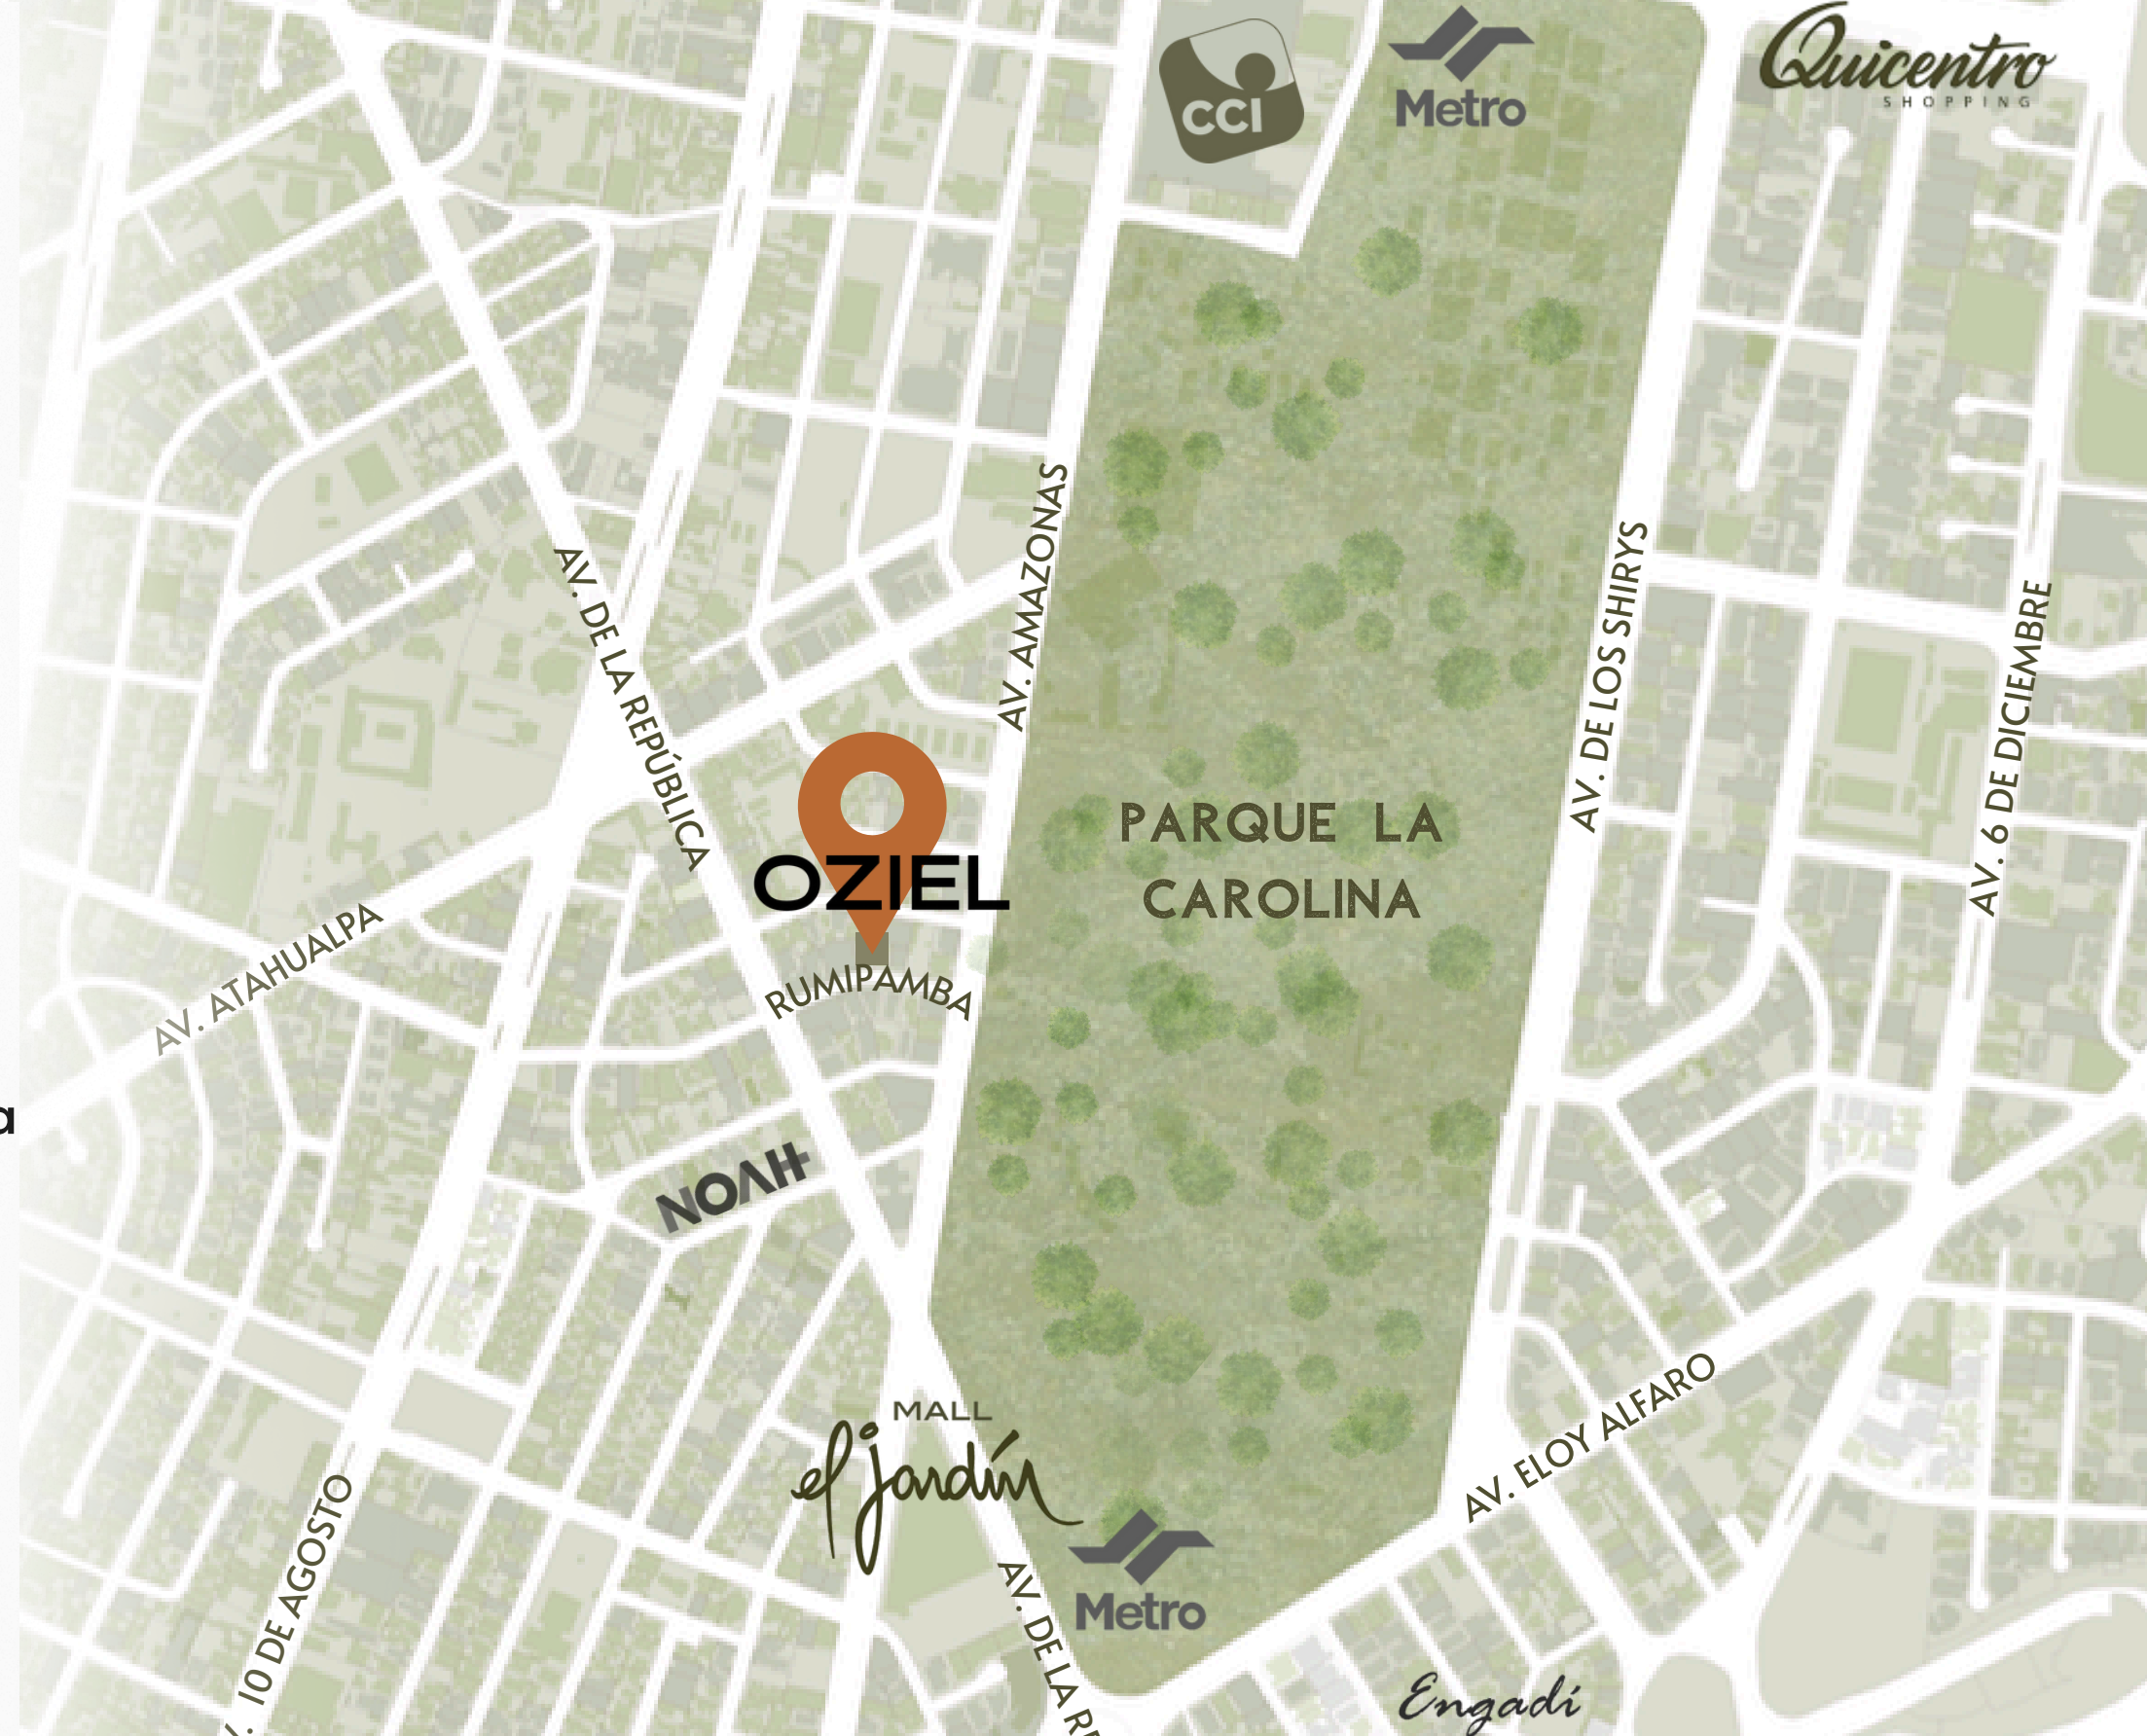 CCI
Metro
Quicentro
SHOPPING
AV. AMAZONAS
AV. DE LOS SHIRYS
AV. DE LA REPÚBLICA
AV. 6 DE DICIEMBRE
PARQUE LA
CAROLINA
OZIEL
AV. ATAHUALPA
RUMIPAMBA
a
NOAH
MALL
el jardín
AV. ELOY ALFARO
10 DE AGOSTO
Metro
AV. DE LA RE
Engadí